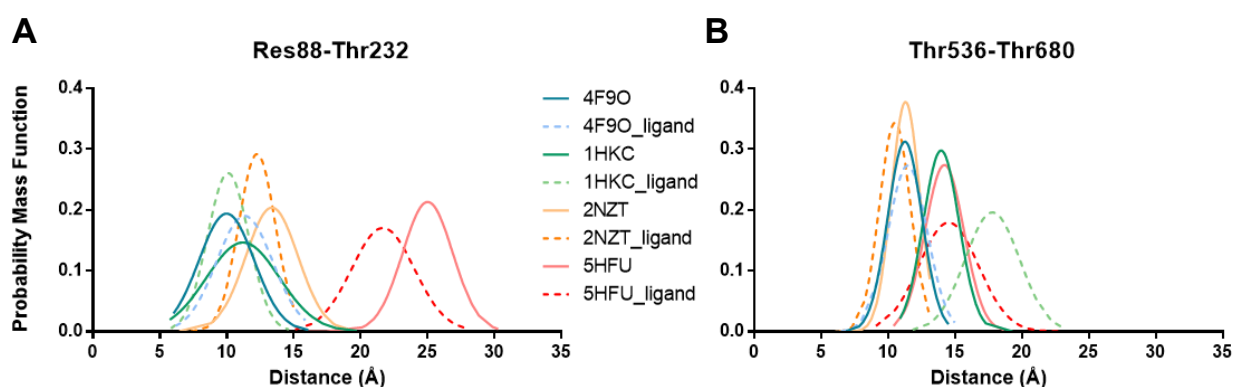 A
Res88-Thr232
Probability Mass Function
0.4
0.3
0.2
0.1
0.0
0 5 10 15 20 25 30 35
Distance (Å)
4F9O
4F9O_ligand
1HKC
1HKC_ligand
2NZT
2NZT_ligand
5HFU
5HFU_ligand
B
Thr536-Thr680
0.4
0.3
0.2
0.1
0.0
0 5 10 15 20 25 30 35
Distance (Å)